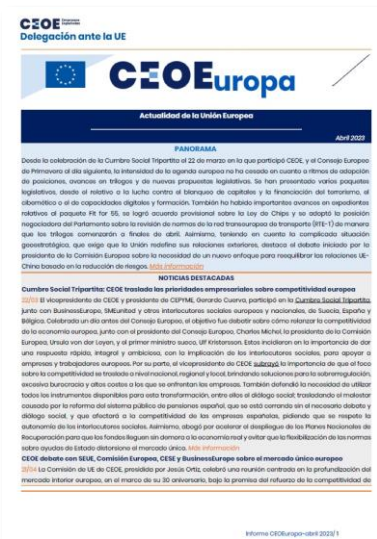 CEOE Empresas Españolas
Delegación ante la UE
CEOEuropa
Actualidad de la Unión Europea
Abril 2023
PANORAMA
Desde la celebración de la Cumbre Social Tripartita el 22 de marzo en la que participó CEOE, y el Consejo Europeo
de Primavera al día siguiente, la intensidad de la agenda europea no ha cesado en cuanto a ritmos de adopción
de posiciones, avances en trílogos y de nuevas propuestas legislativas. Se han presentado varios paquetes
legislativos, desde el relativo a la lucha contra el blanqueo de capitales y la financiación del terrorismo, el
cibernético o el de capacidades digitales y formación. También ha habido importantes avances en expedientes
relativos al paquete Fit for 55, se logró acuerdo provisional sobre la Ley de Chips y se adoptó la posición
negociadora del Parlamento sobre la revisión de normas de la red transeuropea de transporte (RTE-T) de manera
que los trílogos comenzarán a finales de abril. Asimismo, teniendo en cuenta la complicada situación
geoestratégica, que exige que la Unión redefina sus relaciones exteriores, destaca el debate iniciado por la
presidenta de la Comisión Europea sobre la necesidad de un nuevo enfoque para reequilibrar las relaciones UE-
China basado en la reducción de riesgos. Más información
NOTICIAS DESTACADAS
Cumbre Social Tripartita: CEOE traslada las prioridades empresariales sobre competitividad europea
22/03 El vicepresidente de CEOE y presidente de CEPYME, Gerardo Cuerva, participó en la Cumbre Social Tripartita,
junto con BusinessEurope, SMEunited y otros interlocutores sociales europeos y nacionales, de Suecia, España y
Bélgica. Celebrada un día antes del Consejo Europeo, el objetivo fue debatir sobre cómo relanzar la competitividad
de la economía europea, junto con el presidente del Consejo Europeo, Charles Michel, la presidenta de la Comisión
Europea, Ursula von der Leyen, y el primer ministro sueco, Ulf Kristersson. Estos incidieron en la importancia de dar
una respuesta rápida, integral y ambiciosa, con la implicación de los interlocutores sociales, para apoyar a
empresas y trabajadores europeos. Por su parte, el vicepresidente de CEOE subrayó la importancia de que el foco
sobre la competitividad se traslade a nivel nacional, regional y local, brindando soluciones para la sobrerregulación,
excesiva burocracia y altos costes a los que se enfrentan las empresas. También defendió la necesidad de utilizar
todos los instrumentos disponibles para esta transformación, entre ellos el diálogo social; trasladando el malestar
causado por la reforma del sistema público de pensiones español, que se está cerrando sin el necesario debate y
diálogo social, y que afectará a la competitividad de las empresas españolas, pidiendo que se respete la
autonomía de los interlocutores sociales. Asimismo, abogó por acelerar el despliegue de los Planes Nacionales de
Recuperación para que los fondos lleguen sin demora a la economía real y evitar que la flexibilización de las normas
sobre ayudas de Estado distorsione el mercado único. Más información
CEOE debate con SEUE, Comisión Europea, CESE y BusinessEurope sobre el mercado único europeo
21/04 La Comisión de UE de CEOE, presidida por Jesús Ortiz, celebró una reunión centrada en la profundización del
mercado interior europeo, en el marco de su 30 aniversario, bajo la premisa del refuerzo de la competitividad de
Informe CEOEuropa-abril 2023/ 1